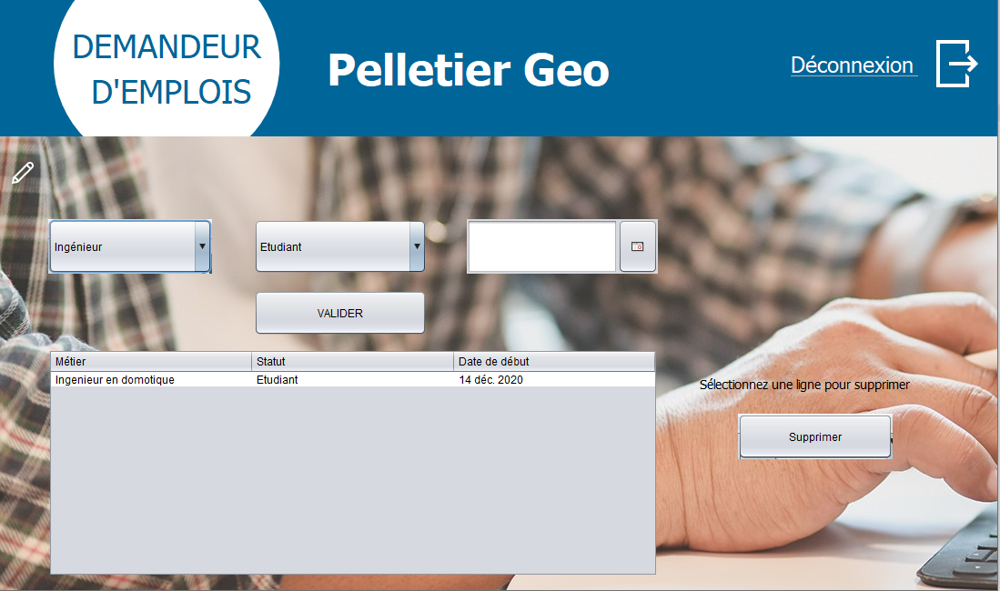 DEMANDEUR
D'EMPLOIS
Pelletier Geo
Déconnexion
Ingénieur
Etudiant
VALIDER
Métier Statut Date de début
Ingenieur en domotique Etudiant 14 déc. 2020
Sélectionnez une ligne pour supprimer
Supprimer